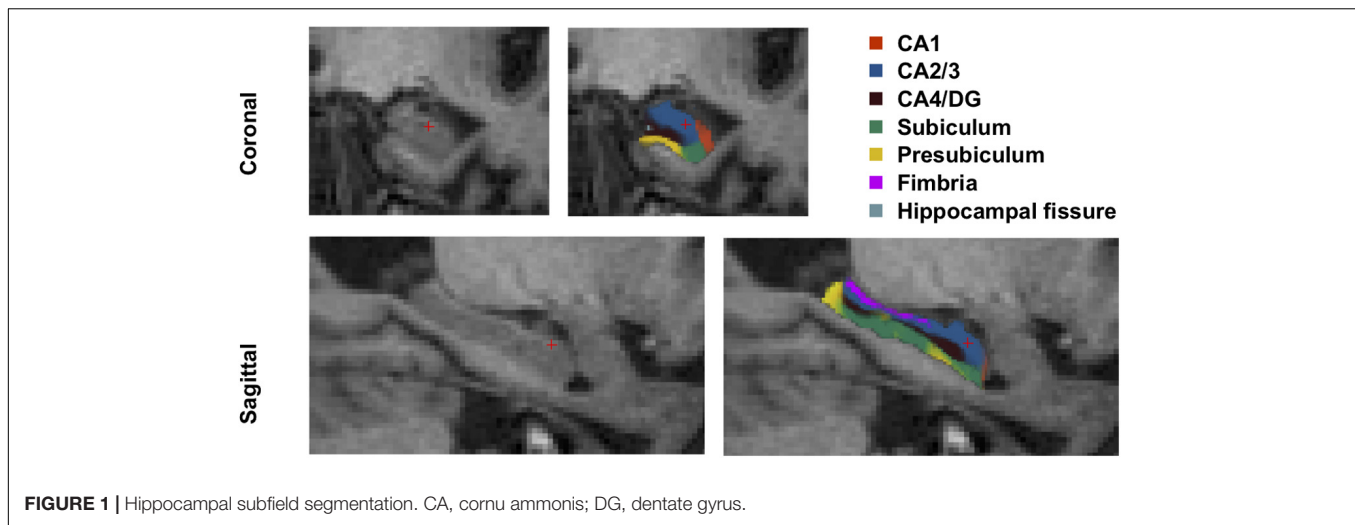 Coronal
CA1
CA2/3
CA4/DG
Subiculum
Presubiculum
Fimbria
Hippocampal fissure
Sagittal
FIGURE 1 | Hippocampal subfield segmentation. CA, cornu ammonis; DG, dentate gyrus.